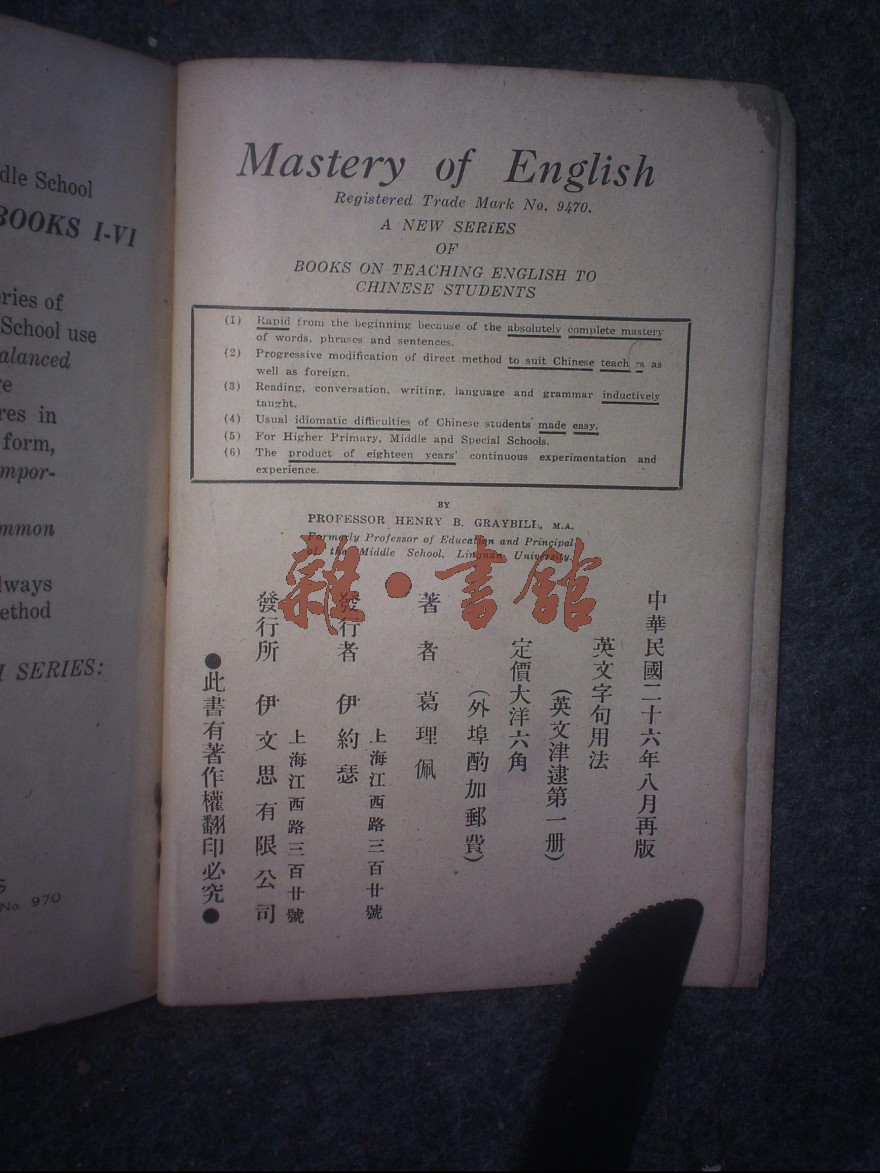 dle School
BOOKS I-VI
ries of
School use
alanced
e
res in
form,
mpor-
mmon
lways
ethod
SERIES:
No. 970
Mastery of English
Registered Trade Mark No. 9470.
A NEW SERIES
OF
BOOKS ON TEACHING ENGLISH TO
CHINESE STUDENTS
(1) Rapid from the beginning because of the absolutely complete mastery
of words, phrases and sentences.
(2) Progressive modification of direct method to suit Chinese teach rs as
well as foreign.
(3) Reading, conversation, writing, language and grammar inductively
taught.
(4) Usual idiomatic difficulties of Chinese students made easy.
(5) For Higher Primary, Middle and Special Schools.
(6) The product of eighteen years' continuous experimentation and
experience.
BY
PROFESSOR HENRY B. GRAYBILL, M.A.
Formerly Professor of Education and Principal
of the Middle School, Lingnan University.
雜·書館
中華民國二十六年八月再版
英文字句用法
(英文津逮第一册)
定價大洋六角
(外埠酌加郵費)
著者 葛理佩
上海江西路三百廿號
發行者 伊約瑟
上海江西路三百廿號
發行所 伊文思有限公司
●此書有著作權翻印必究●